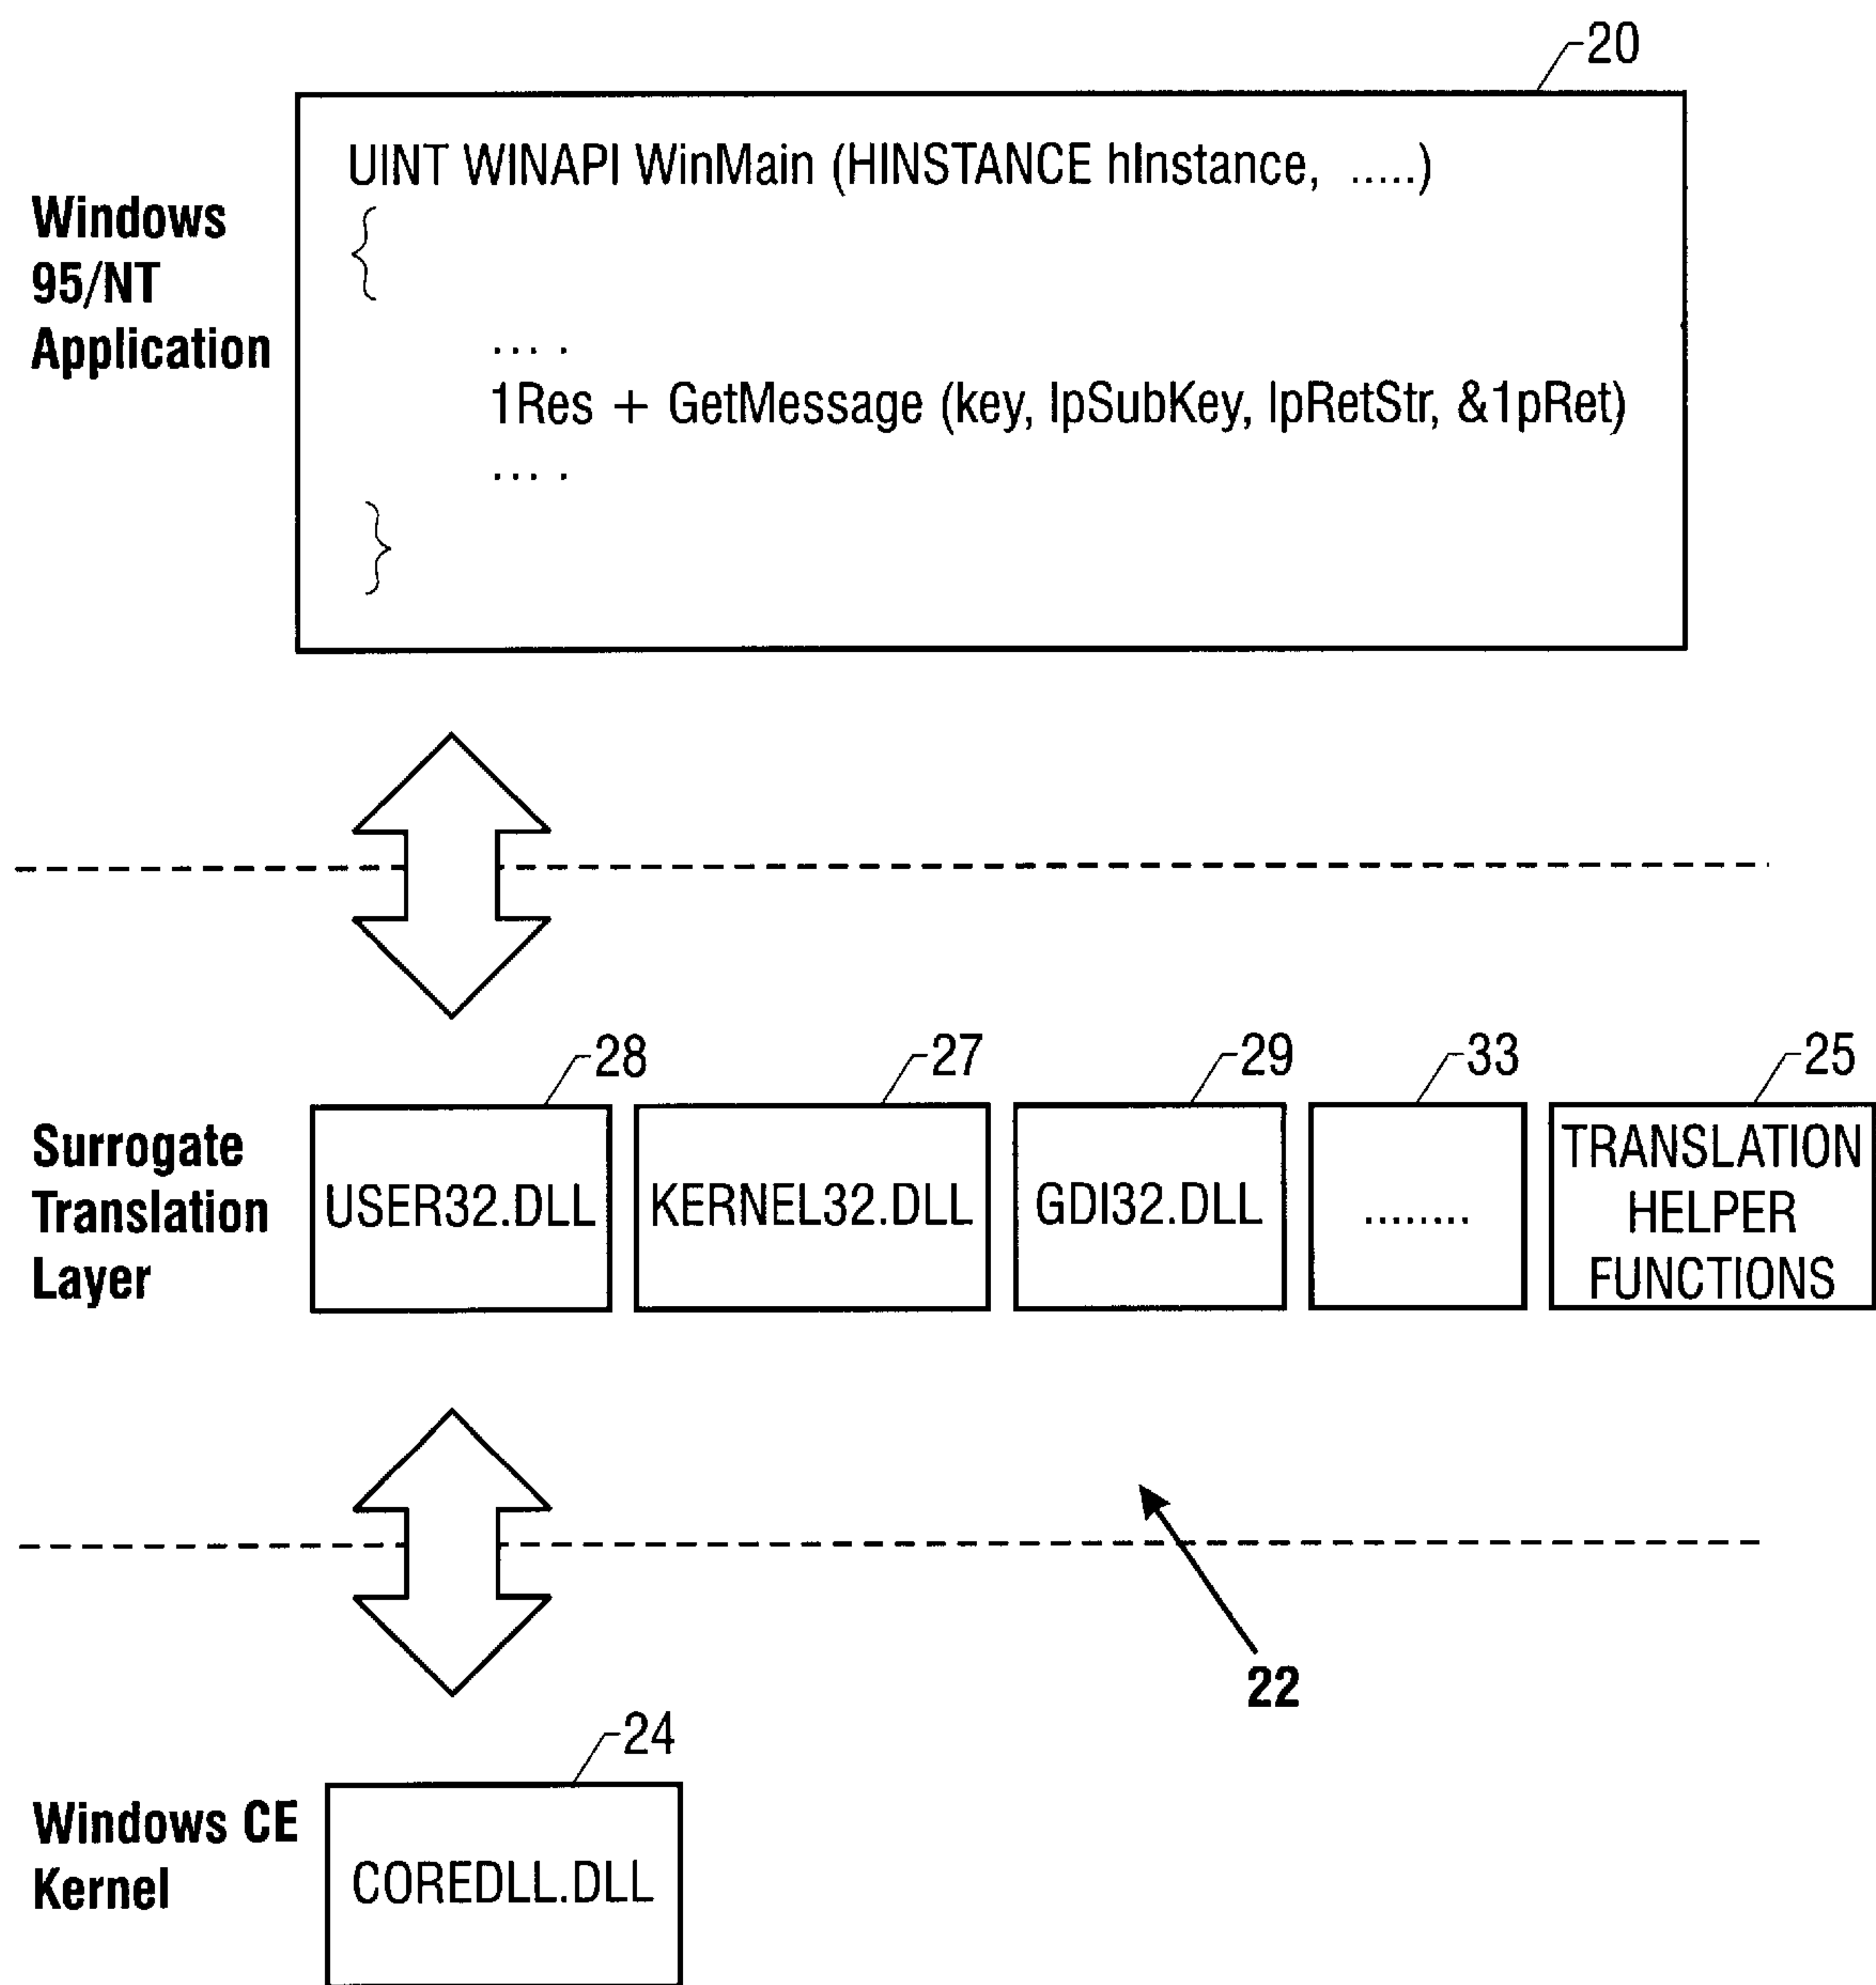 20
UINT WINAPI WinMain (HINSTANCE hInstance, .....)
{
Windows
95/NT
Application
....
1Res + GetMessage (key, lpSubKey, lpRetStr, &1pRet)
....
}
28
27
29
33
25
Surrogate
Translation
Layer
USER32.DLL
KERNEL32.DLL
GDI32.DLL
........
TRANSLATION
HELPER
FUNCTIONS
22
24
Windows CE
Kernel
COREDLL.DLL